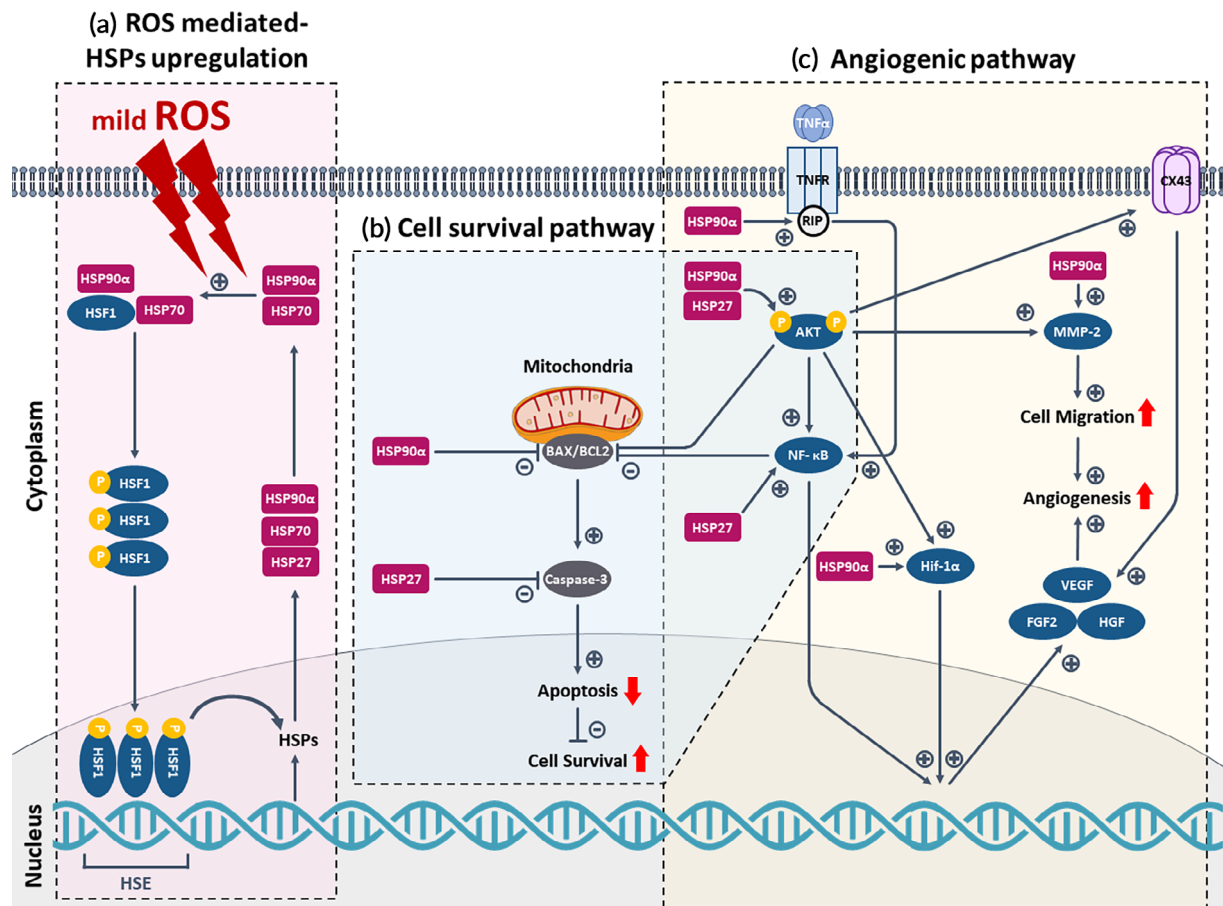 (a) ROS mediated-
HSPs upregulation
mild ROS
HSP90α
HSF1
HSP70
+
HSP90α
HSP70
P HSF1
P HSF1
P HSF1
HSP90α
HSP70
HSP27
P P P
HSF1 HSF1 HSF1
HSPs
HSE
Cytoplasm
Nucleus
(b) Cell survival pathway
Mitochondria
HSP90α
−
BAX/BCL2
−
+
HSP27
−
Caspase-3
+
Apoptosis
−
Cell Survival
(c) Angiogenic pathway
TNFα
TNFR
HSP90α
+
RIP
CX43
+
HSP90α
HSP27
+
P AKT P
HSP90α
+
+
MMP-2
+
Cell Migration
+
NF-κB
+
+
+
Angiogenesis
+
HSP27
+
HSP90α
+
Hif-1α
VEGF
+
FGF2
HGF
+
+
+